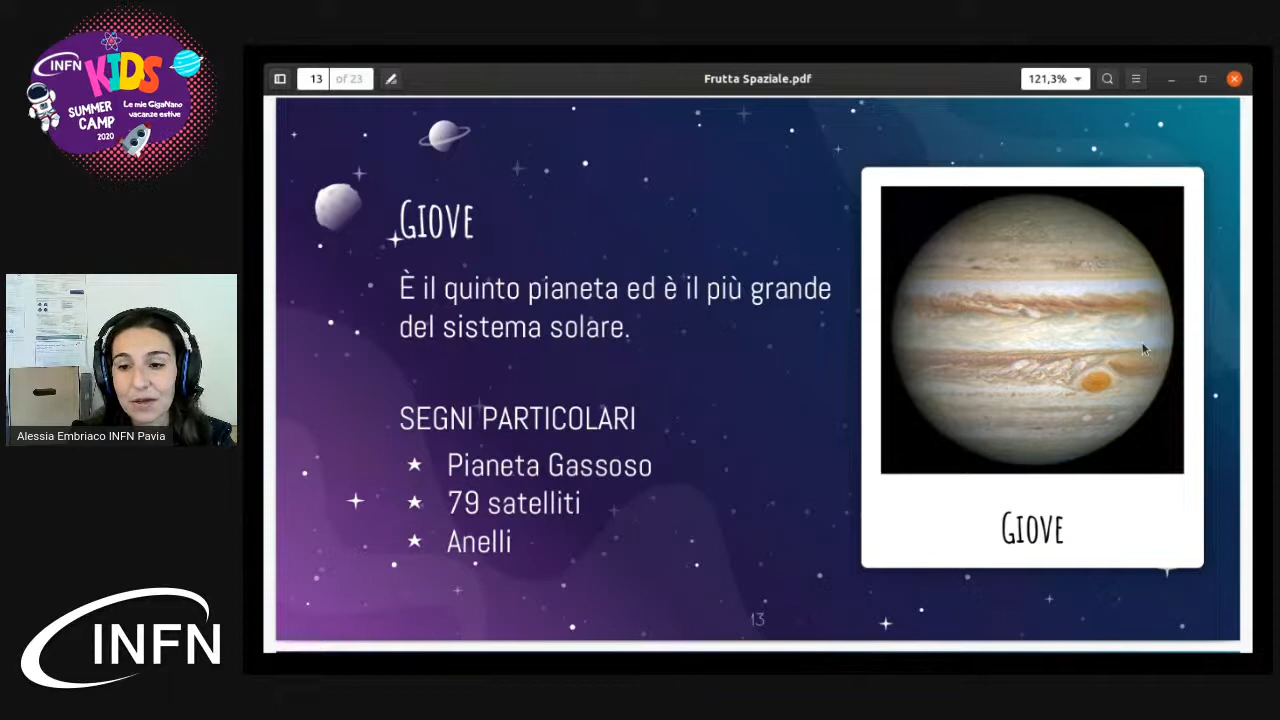 INFN
KIDS
SUMMER
CAMP
2020
Le mie GigaNano
vacanze estive
13 of 23
Frutta Spaziale.pdf
121,3%
GIOVE
È il quinto pianeta ed è il più grande
del sistema solare.
SEGNI PARTICOLARI
★ Pianeta Gassoso
★ 79 satelliti
★ Anelli
GIOVE
13
Alessia Embriaco INFN Pavia
INFN